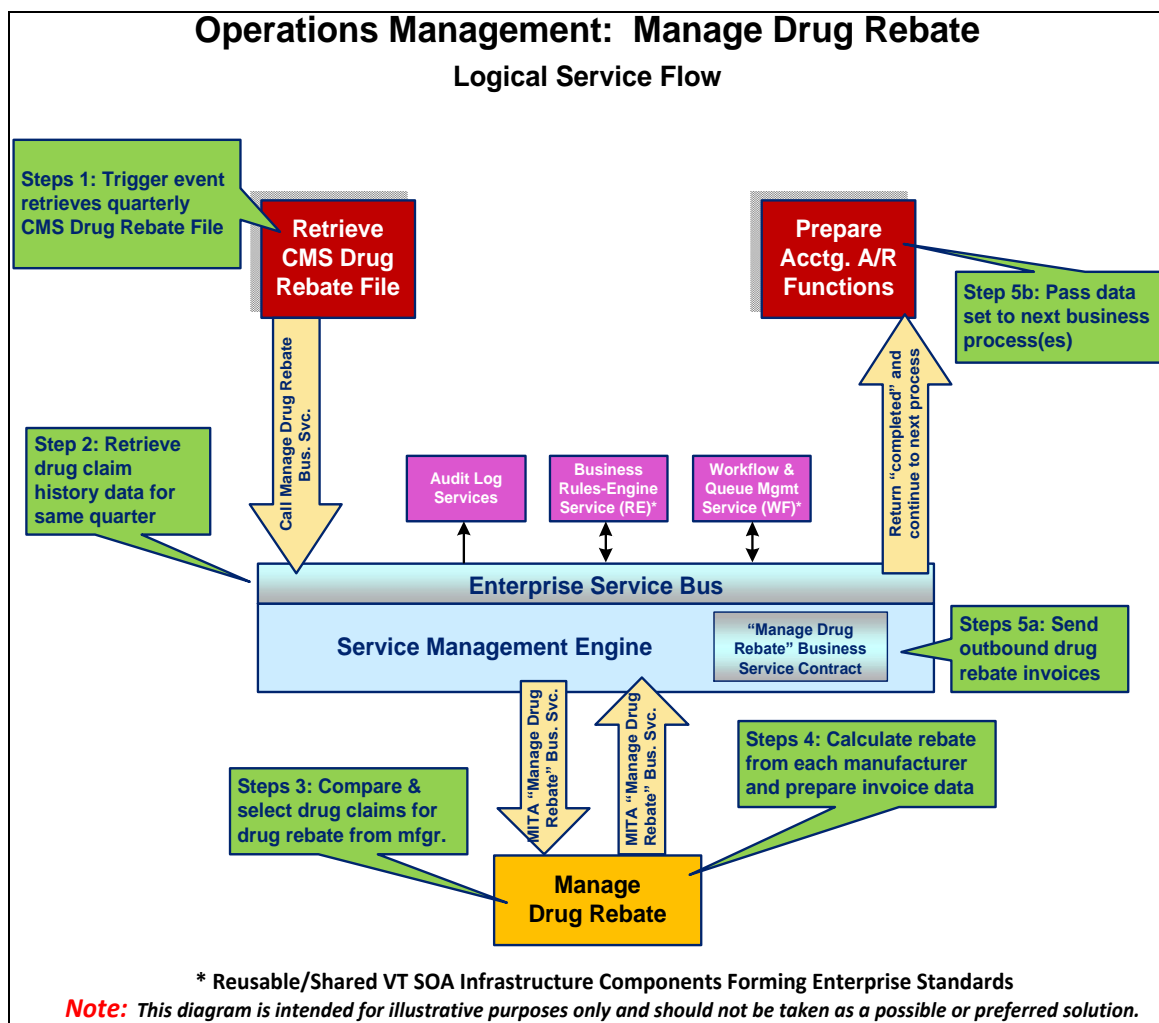 Operations Management:  Manage Drug Rebate
Logical Service Flow
Steps 1: Trigger event
retrieves quarterly
CMS Drug Rebate File
Retrieve
CMS Drug
Rebate File
Prepare
Acctg. A/R
Functions
Step 5b: Pass data
set to next business
process(es)
Call Manage Drug Rebate
Bus. Svc.
Return “completed” and
continue to next process
Step 2: Retrieve
drug claim
history data for
same quarter
Audit Log
Services
Business
Rules-Engine
Service (RE)*
Workflow &
Queue Mgmt
Service (WF)*
Enterprise Service Bus
Service Management Engine
“Manage Drug
Rebate” Business
Service Contract
Steps 5a: Send
outbound drug
rebate invoices
MITA “Manage Drug
Rebate” Bus. Svc.
MITA “Manage Drug
Rebate” Bus. Svc.
Steps 3: Compare &
select drug claims for
drug rebate from mfgr.
Steps 4: Calculate rebate
from each manufacturer
and prepare invoice data
Manage
Drug Rebate
* Reusable/Shared VT SOA Infrastructure Components Forming Enterprise Standards
Note: This diagram is intended for illustrative purposes only and should not be taken as a possible or preferred solution.